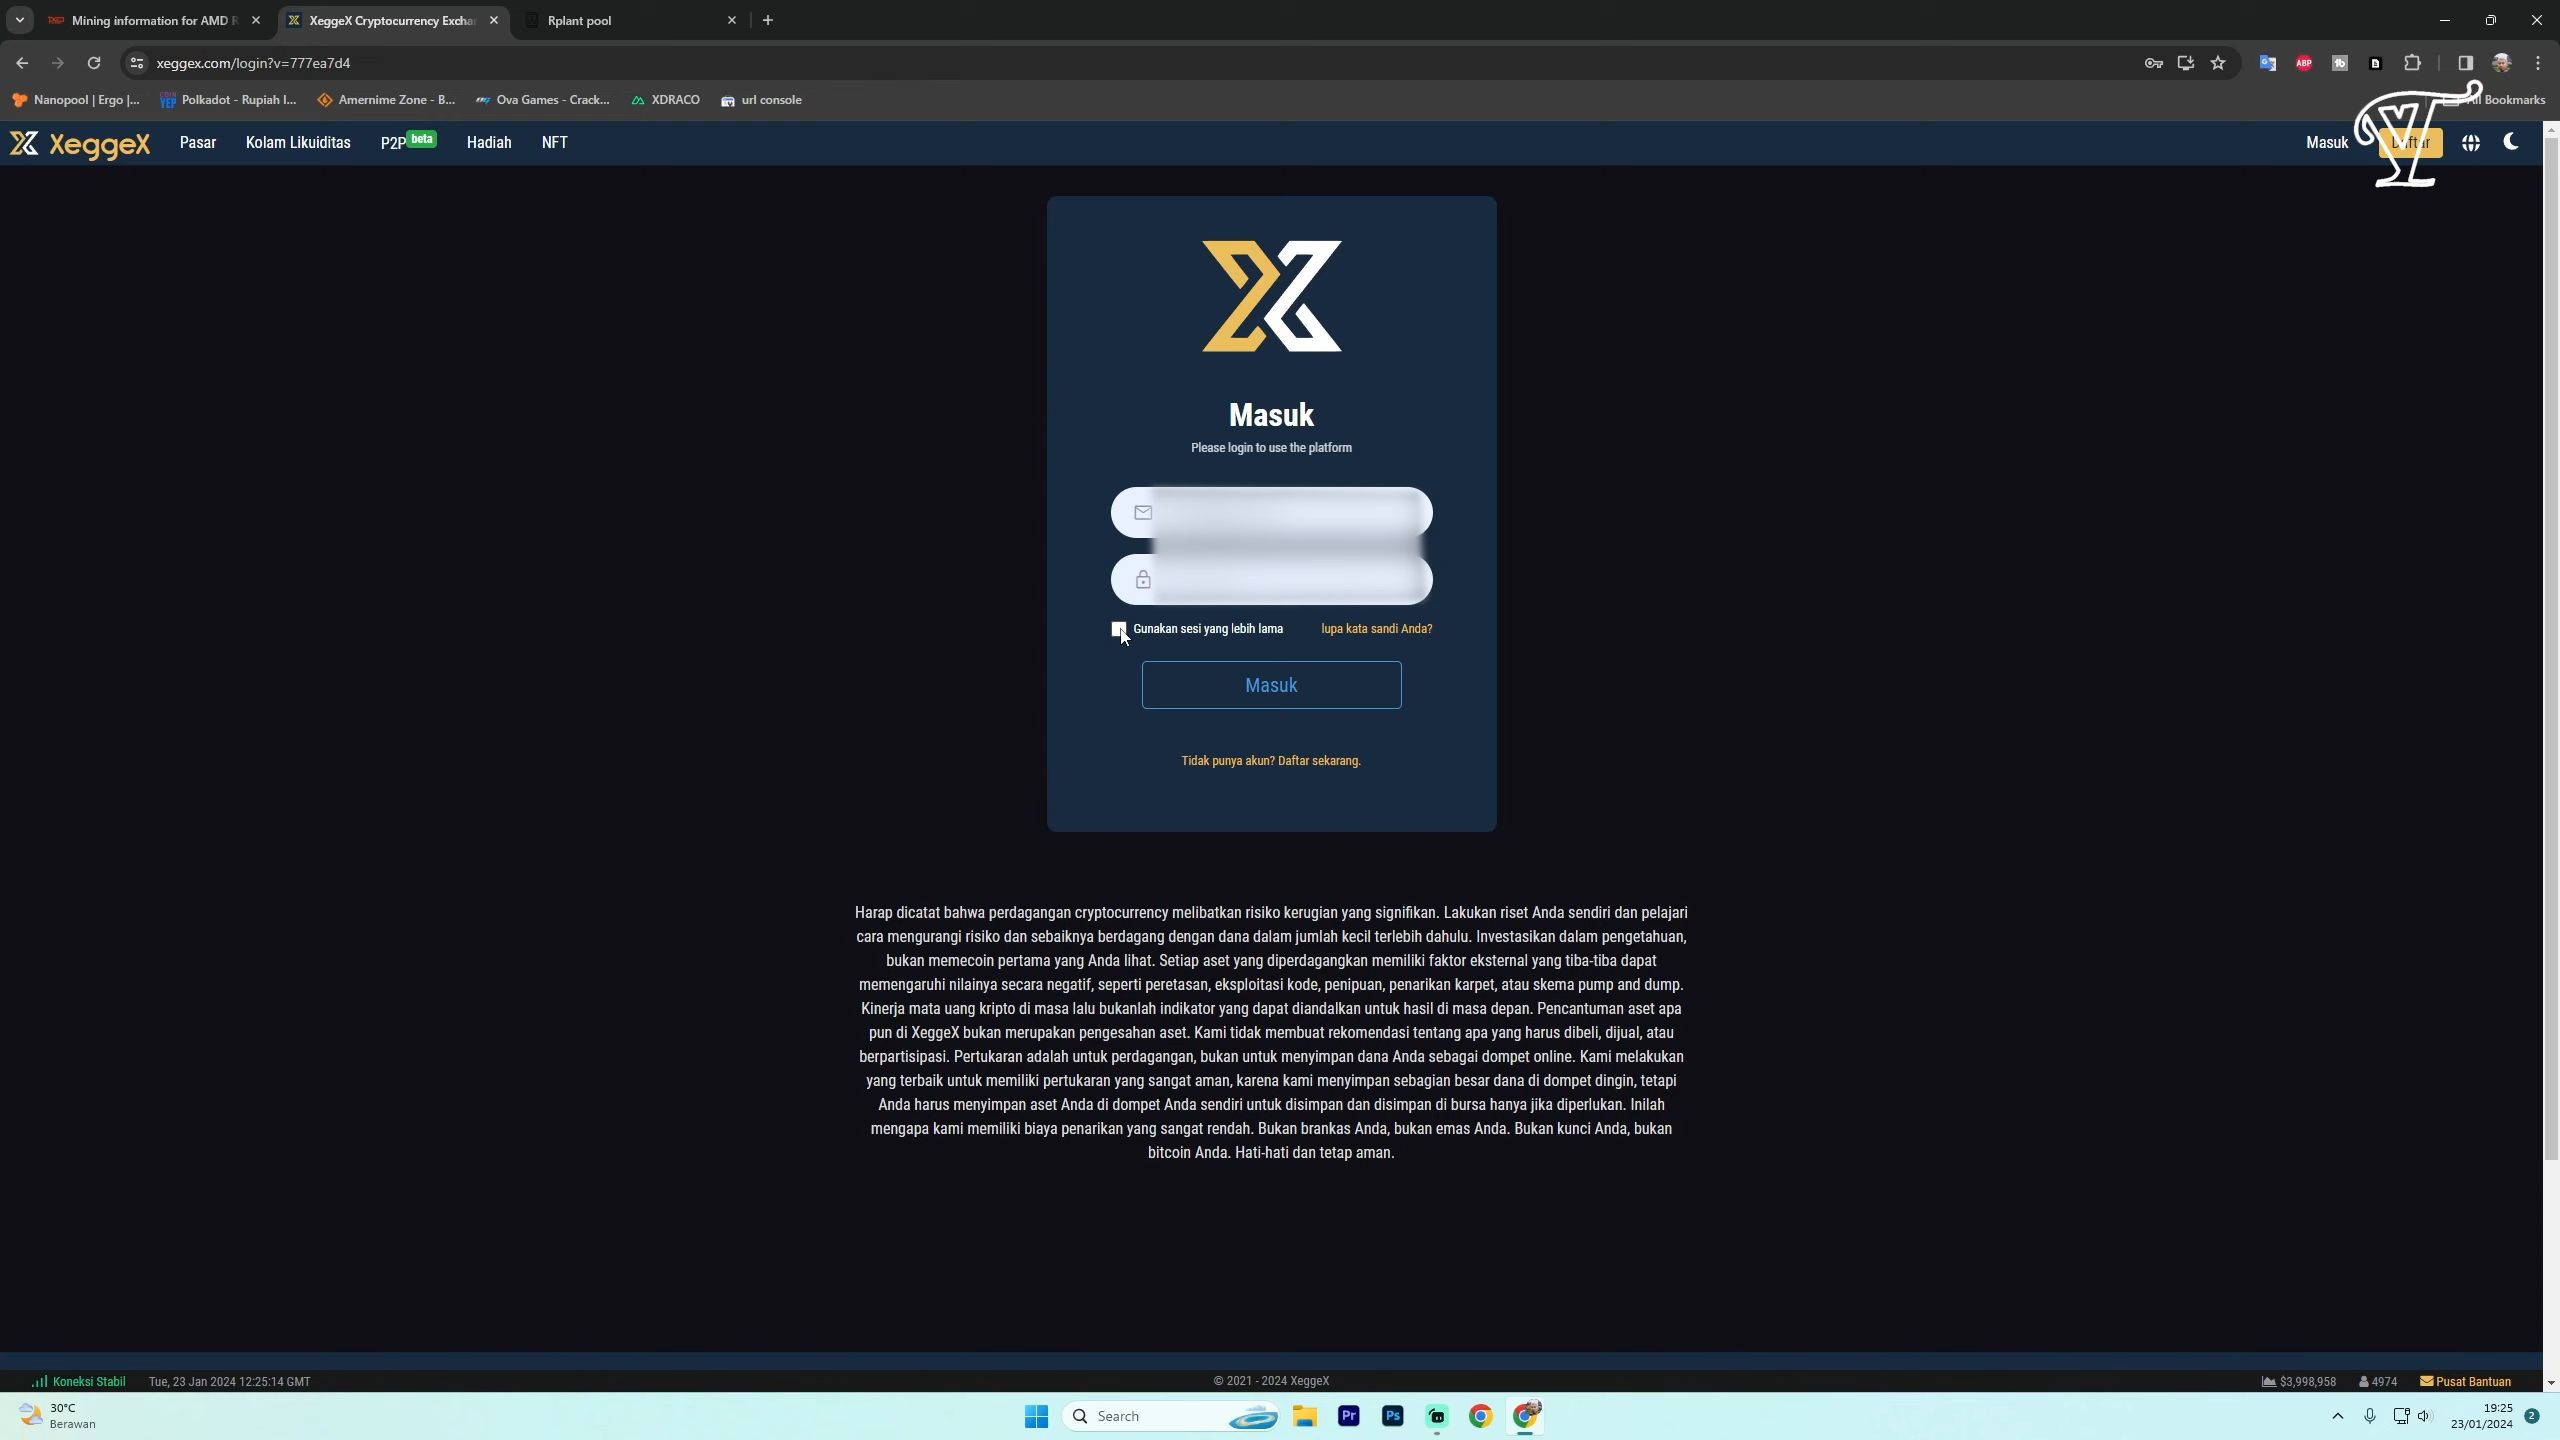 Mining information for AMD R
XeggeX Cryptocurrency Excha
Rplant pool
xeggex.com/login?v=777ea7d4
ABP
Nanopool | Ergo |...
Polkadot - Rupiah I...
Amernime Zone - B...
Ova Games - Crack...
XDRACO
url console
All Bookmarks
XeggeX
Pasar
Kolam Likuiditas
P2P beta
Hadiah
NFT
Masuk
Daftar
Masuk
Please login to use the platform
Gunakan sesi yang lebih lama
lupa kata sandi Anda?
Masuk
Tidak punya akun? Daftar sekarang.
Harap dicatat bahwa perdagangan cryptocurrency melibatkan risiko kerugian yang signifikan. Lakukan riset Anda sendiri dan pelajari
cara mengurangi risiko dan sebaiknya berdagang dengan dana dalam jumlah kecil terlebih dahulu. Investasikan dalam pengetahuan,
bukan memecoin pertama yang Anda lihat. Setiap aset yang diperdagangkan memiliki faktor eksternal yang tiba-tiba dapat
memengaruhi nilainya secara negatif, seperti peretasan, eksploitasi kode, penipuan, penarikan karpet, atau skema pump and dump.
Kinerja mata uang kripto di masa lalu bukanlah indikator yang dapat diandalkan untuk hasil di masa depan. Pencantuman aset apa
pun di XeggeX bukan merupakan pengesahan aset. Kami tidak membuat rekomendasi tentang apa yang harus dibeli, dijual, atau
berpartisipasi. Pertukaran adalah untuk perdagangan, bukan untuk menyimpan dana Anda sebagai dompet online. Kami melakukan
yang terbaik untuk memiliki pertukaran yang sangat aman, karena kami menyimpan sebagian besar dana di dompet dingin, tetapi
Anda harus menyimpan aset Anda di dompet Anda sendiri untuk disimpan dan disimpan di bursa hanya jika diperlukan. Inilah
mengapa kami memiliki biaya penarikan yang sangat rendah. Bukan brankas Anda, bukan emas Anda. Bukan kunci Anda, bukan
bitcoin Anda. Hati-hati dan tetap aman.
Koneksi Stabil
Tue, 23 Jan 2024 12:25:14 GMT
© 2021 - 2024 XeggeX
$3,998,958
4974
Pusat Bantuan
30°C
Berawan
Search
Pr
Ps
19:25
23/01/2024
2